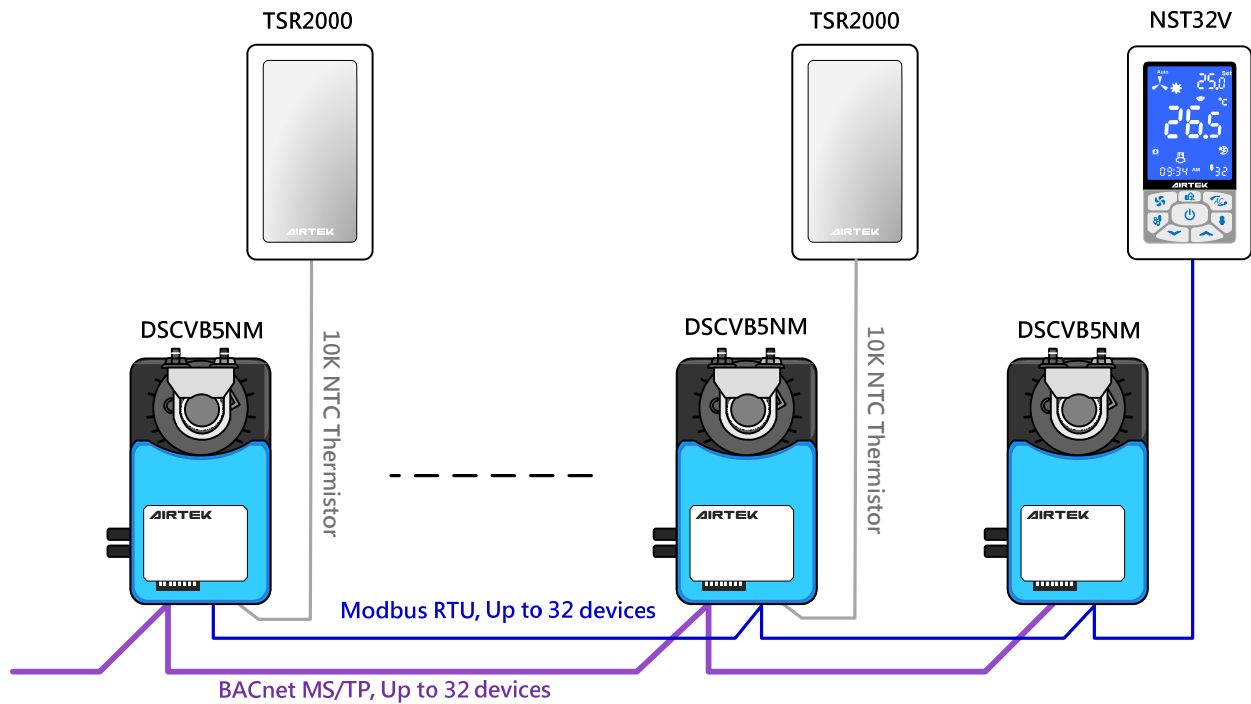 TSR2000
TSR2000
NST32V
Auto
25.0
Set
°C
26.5
09:34 AM
32
AIRTEK
AIRTEK
AIRTEK
DSCVB5NM
DSCVB5NM
DSCVB5NM
10K NTC Thermistor
10K NTC Thermistor
AIRTEK
AIRTEK
AIRTEK
Modbus RTU, Up to 32 devices
BACnet MS/TP, Up to 32 devices